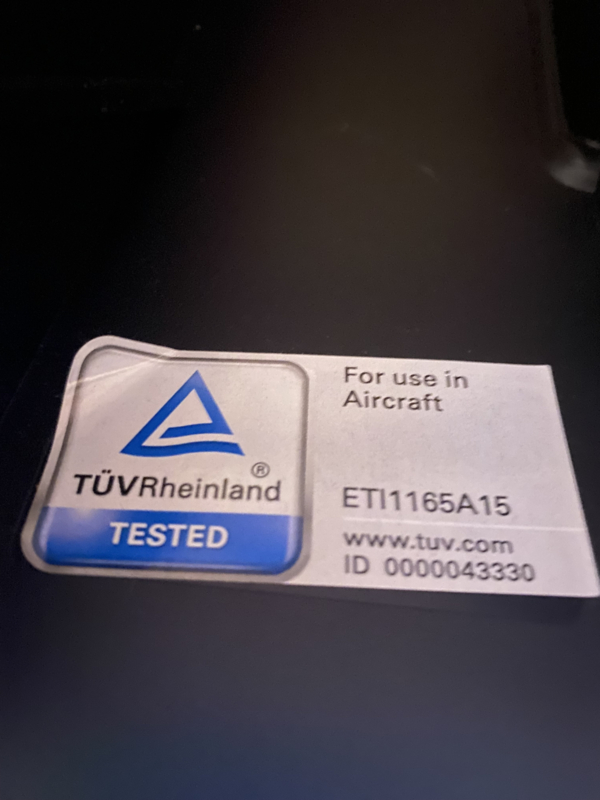 TÜVRheinland®
TESTED
For use in
Aircraft
ETI1165A15
www.tuv.com
ID 0000043330